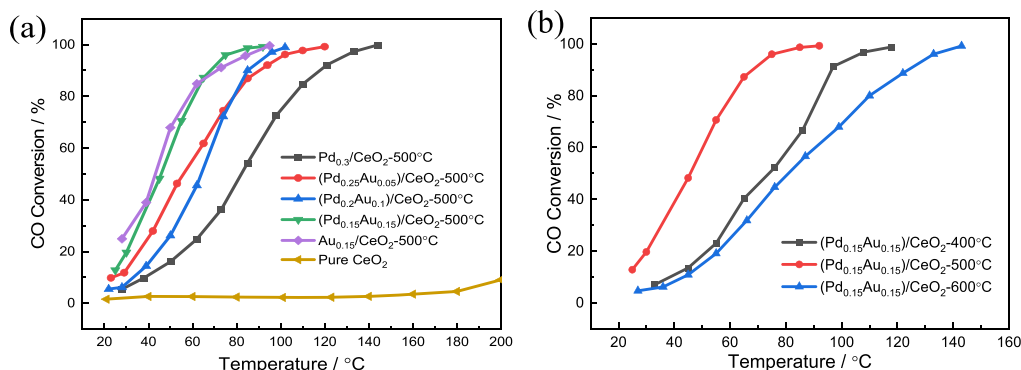 (a)
CO Conversion / %
100
80
60
40
20
0
Pd0.3/CeO2-500°C
(Pd0.25Au0.05)/CeO2-500°C
(Pd0.2Au0.1)/CeO2-500°C
(Pd0.15Au0.15)/CeO2-500°C
Au0.15/CeO2-500°C
Pure CeO2
20 40 60 80 100 120 140 160 180 200
Temperature / °C
(b)
CO Conversion / %
100
80
60
40
20
0
(Pd0.15Au0.15)/CeO2-400°C
(Pd0.15Au0.15)/CeO2-500°C
(Pd0.15Au0.15)/CeO2-600°C
20 40 60 80 100 120 140 160
Temperature / °C